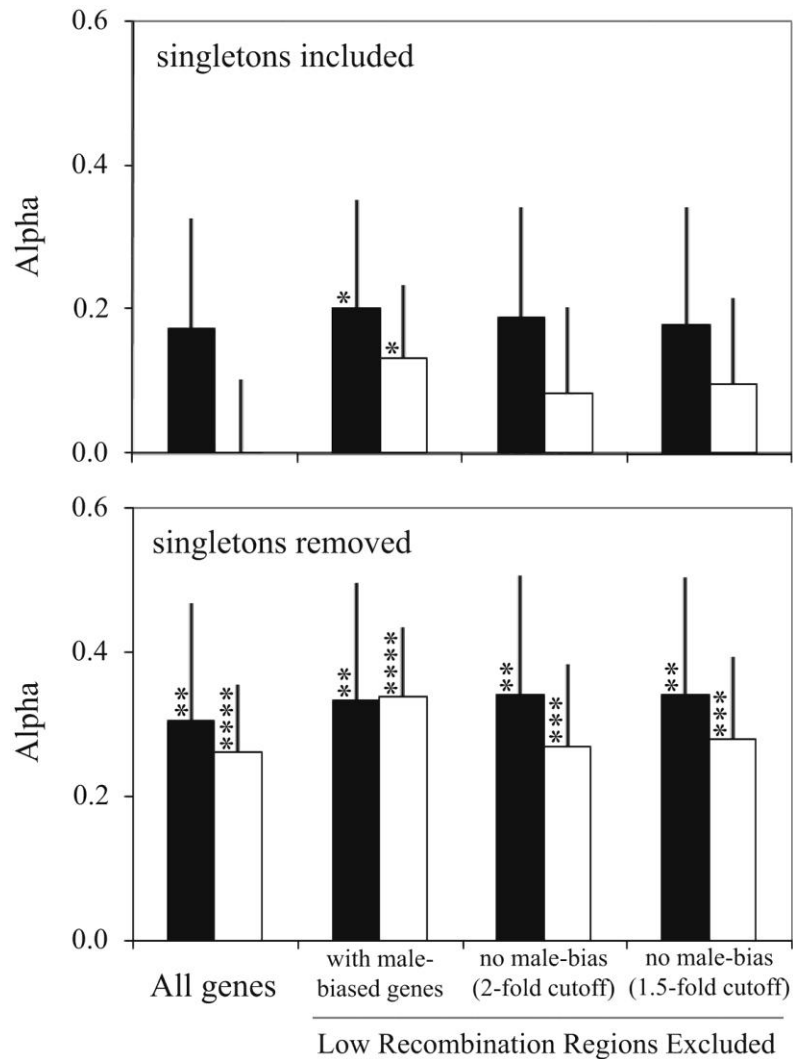 0.6
singletons included
0.4
Alpha
0.2
*
*
0.0
0.6
singletons removed
0.4
Alpha
**
****
**
****
**
***
**
***
0.2
0.0
All genes
with male-
biased genes
no male-bias
(2-fold cutoff)
no male-bias
(1.5-fold cutoff)
Low Recombination Regions Excluded